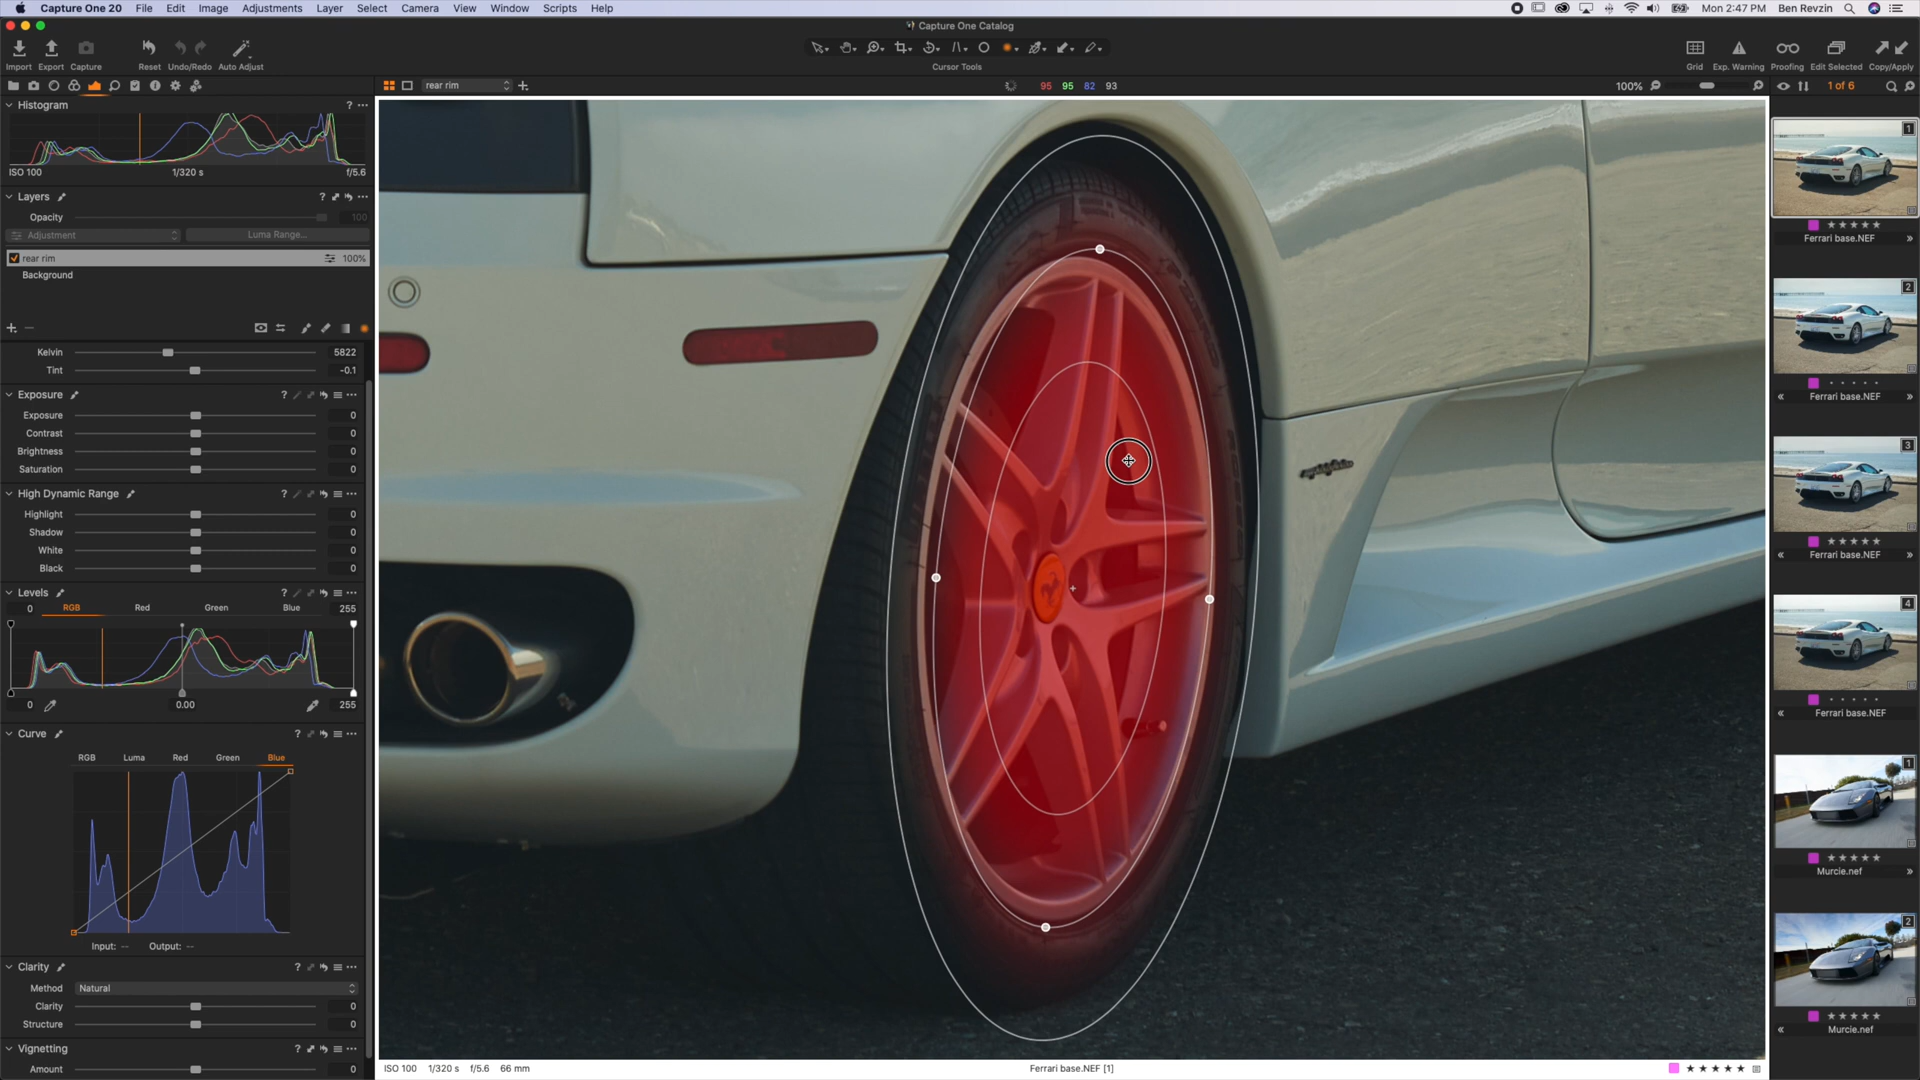 Capture One 20 File Edit Image Adjustments Layer Select Camera View Window Scripts Help Mon 2:47 PM Ben Revzin
Capture One Catalog
Import Export Capture Reset Undo/Redo Auto Adjust Cursor Tools Grid Exp. Warning Proofing Edit Selected Copy/Apply
rear rim 95 95 82 93 100% 1 of 6
Histogram ?
ISO 100 1/320 s f/5.6
Layers ?
Opacity 100
Adjustment Luma Range...
rear rim 100%
Background
Kelvin 5822
Tint -0.1
Exposure ?
Exposure 0
Contrast 0
Brightness 0
Saturation 0
High Dynamic Range ?
Highlight 0
Shadow 0
White 0
Black 0
Levels ?
0 RGB Red Green Blue 255
0 0.00 255
Curve ?
RGB Luma Red Green Blue
Input: -- Output: --
Clarity ?
Method Natural
Clarity 0
Structure 0
Vignetting ?
Amount 0
ISO 100 1/320 s f/5.6 66 mm Ferrari base.NEF [1]
1
Ferrari base.NEF
2
Ferrari base.NEF
3
Ferrari base.NEF
4
Ferrari base.NEF
1
Murcie.nef
2
Murcie.nef